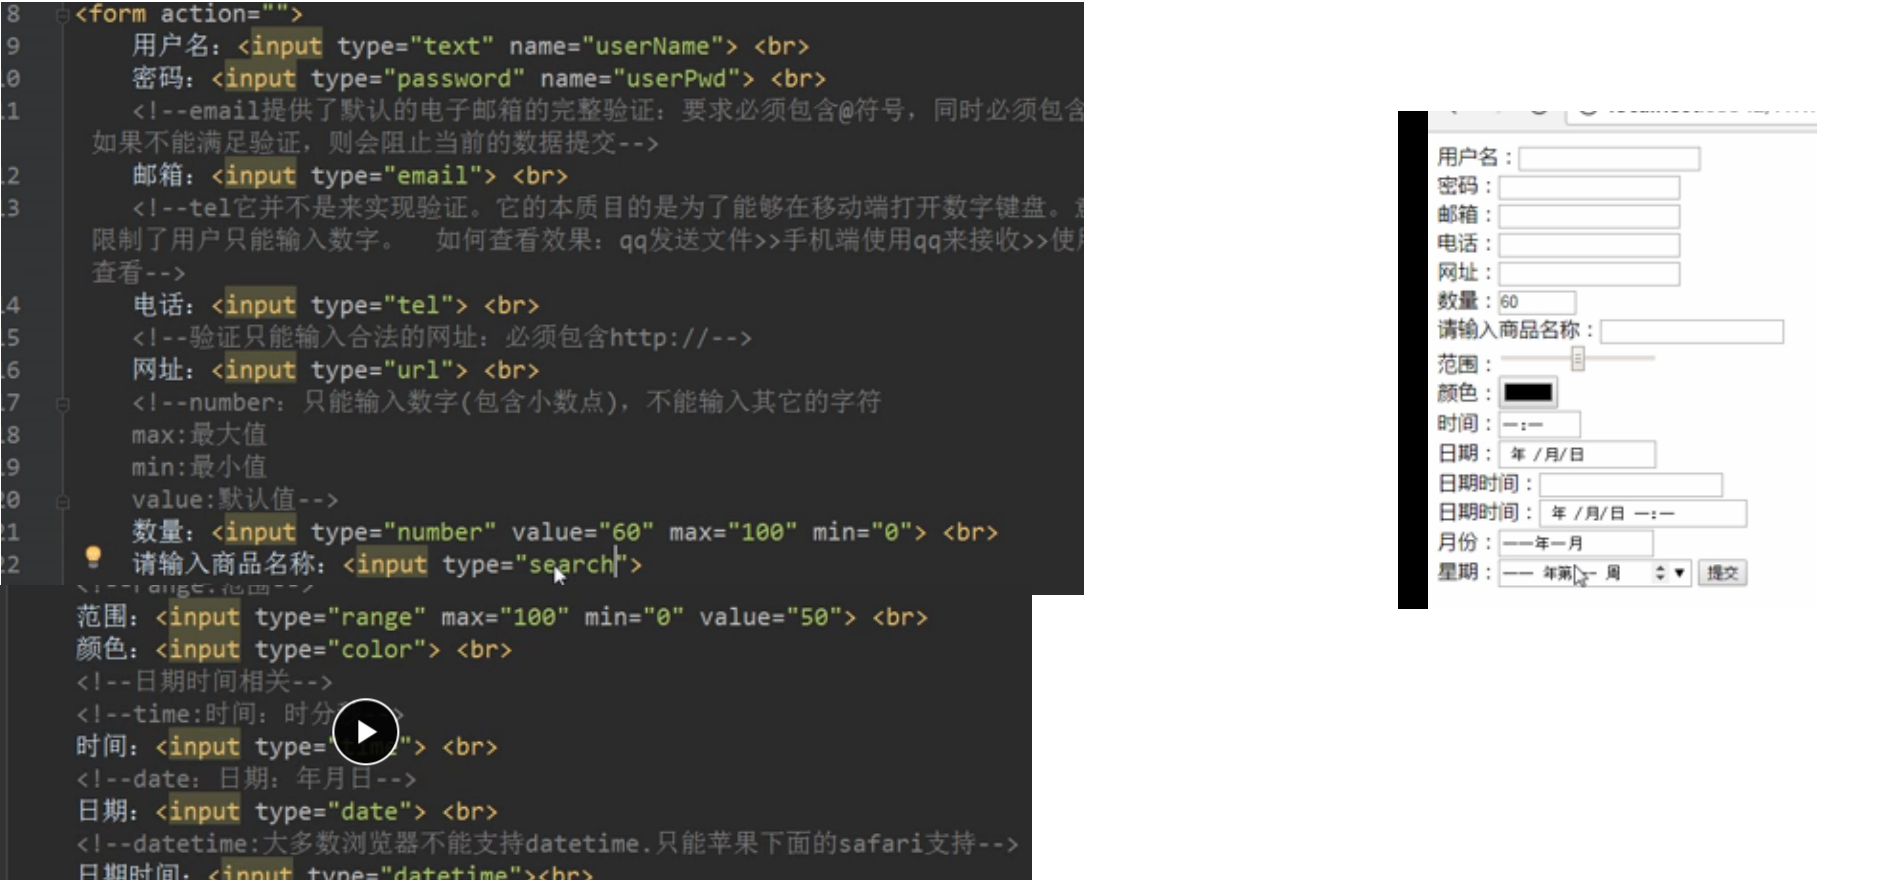 8 <form action="">
9 用户名：<input type="text" name="userName"> <br>
0 密码：<input type="password" name="userPwd"> <br>
1 <!--email提供了默认的电子邮箱的完整验证：要求必须包含@符号，同时必须包含
如果不能满足验证，则会阻止当前的数据提交-->
2 邮箱：<input type="email"> <br>
3 <!--tel它并不是来实现验证。它的本质目的是为了能够在移动端打开数字键盘。意
限制了用户只能输入数字。 如何查看效果：qq发送文件>>手机端使用qq来接收>>使用
查看-->
4 电话：<input type="tel"> <br>
5 <!--验证只能输入合法的网址：必须包含http://-->
6 网址：<input type="url"> <br>
7 <!--number：只能输入数字(包含小数点)，不能输入其它的字符
8 max:最大值
9 min:最小值
20 value:默认值-->
21 数量：<input type="number" value="60" max="100" min="0"> <br>
22 请输入商品名称：<input type="search">
<!--range:范围-->
范围：<input type="range" max="100" min="0" value="50"> <br>
颜色：<input type="color"> <br>
<!--日期时间相关-->
<!--time:时间：时分
时间：<input type="time"> <br>
<!--date：日期：年月日-->
日期：<input type="date"> <br>
<!--datetime:大多数浏览器不能支持datetime.只能苹果下面的safari支持-->
日期时间：<input type="datetime"><br>
用户名：
密码：
邮箱：
电话：
网址：
数量：60
请输入商品名称：
范围：
颜色：
时间：--:--
日期：年 /月/日
日期时间：
日期时间：年 /月/日 --:--
月份：----年--月
星期：---- 年第-- 周 提交